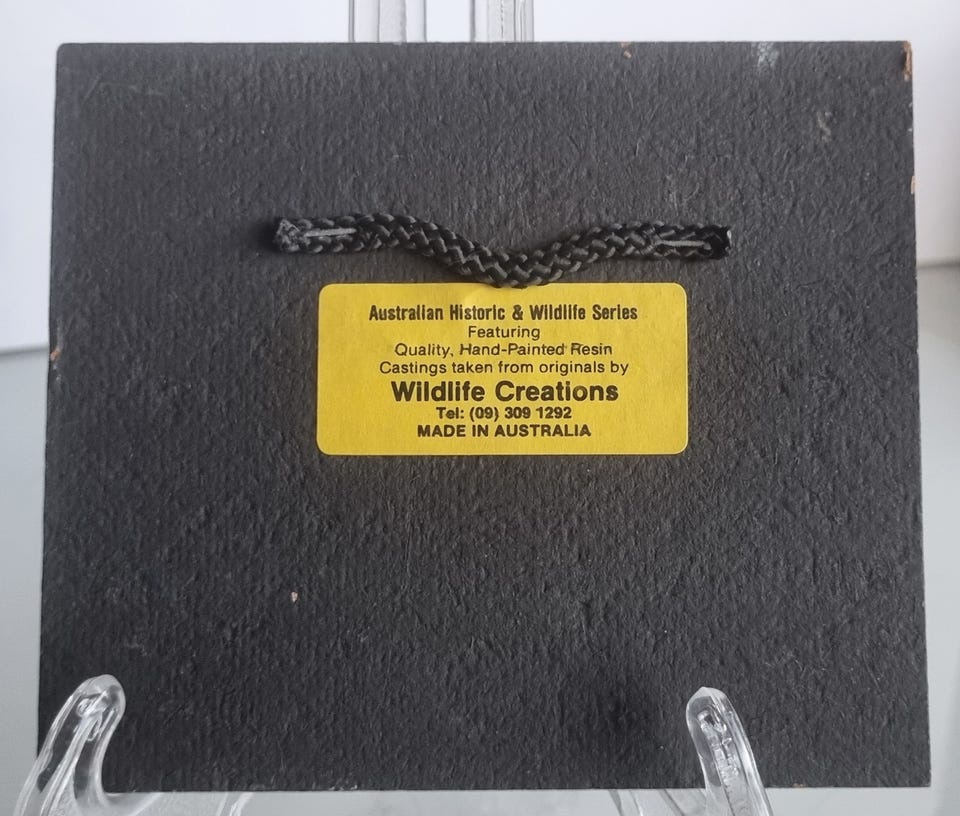 Australian Historic & Wildlife Series
Featuring
Quality, Hand-Painted Resin
Castings taken from originals by
Wildlife Creations
Tel: (09) 309 1292
MADE IN AUSTRALIA